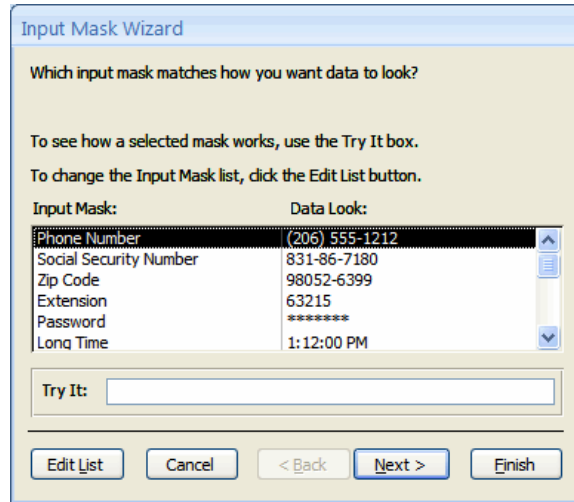 Input Mask Wizard
Which input mask matches how you want data to look?
To see how a selected mask works, use the Try It box.
To change the Input Mask list, click the Edit List button.
Input Mask: Data Look:
Phone Number (206) 555-1212
Social Security Number 831-86-7180
Zip Code 98052-6399
Extension 63215
Password *******
Long Time 1:12:00 PM
Try It:
Edit List Cancel < Back Next > Finish